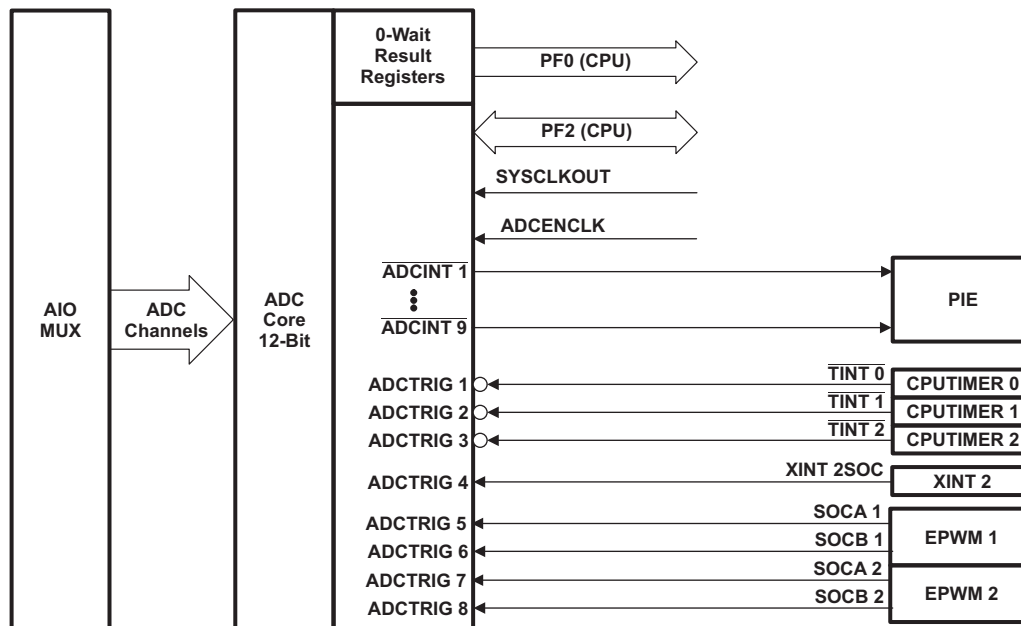 0-Wait
Result
Registers
PF0 (CPU)
PF2 (CPU)
SYSCLKOUT
ADCENCLK
AIO
MUX
ADC
Channels
ADC
Core
12-Bit
ADCINT 1
ADCINT 9
PIE
ADCTRIG 1
TINT 0
CPUTIMER 0
ADCTRIG 2
TINT 1
CPUTIMER 1
ADCTRIG 3
TINT 2
CPUTIMER 2
ADCTRIG 4
XINT 2SOC
XINT 2
ADCTRIG 5
SOCA 1
ADCTRIG 6
SOCB 1
EPWM 1
ADCTRIG 7
SOCA 2
ADCTRIG 8
SOCB 2
EPWM 2